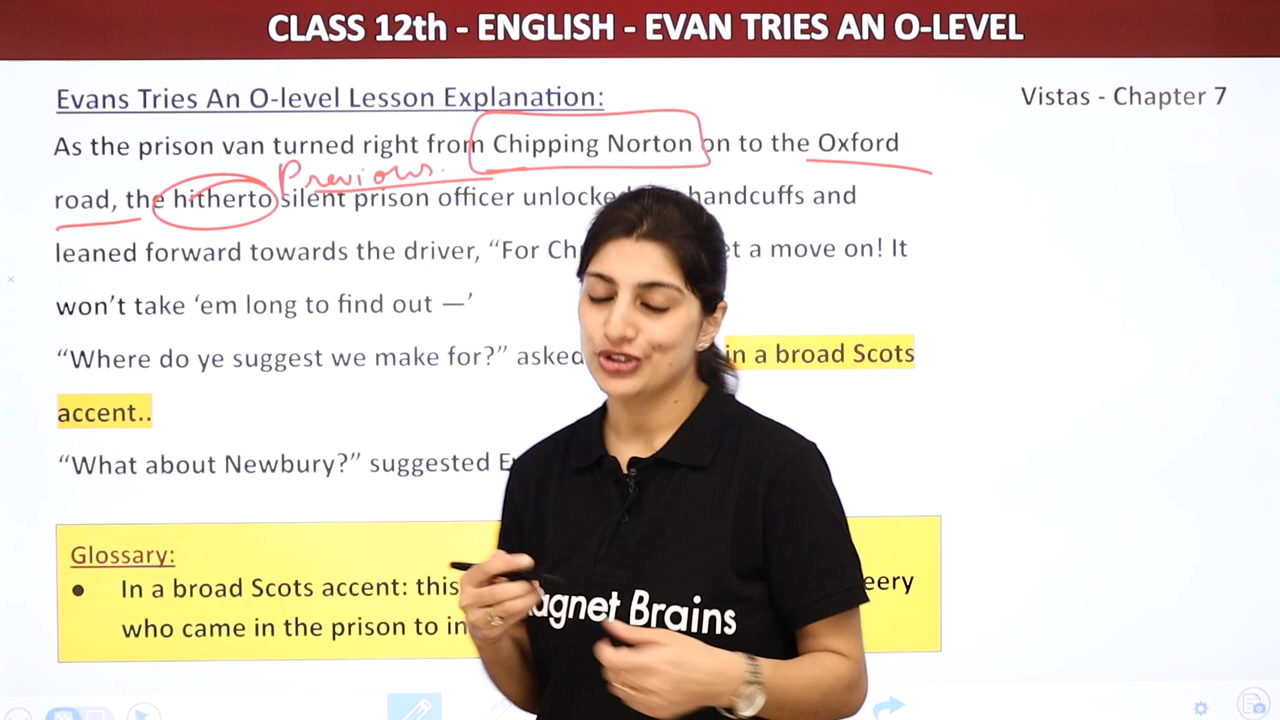 CLASS 12th - ENGLISH - EVAN TRIES AN O-LEVEL
Evans Tries An O-level Lesson Explanation:
Vistas - Chapter 7
As the prison van turned right from Chipping Norton on to the Oxford
Previous.
road, the hitherto silent prison officer unlocked handcuffs and
leaned forward towards the driver, “For a move on! It
won’t take ‘em long to find out —’
“Where do ye suggest we make for?” asked in a broad Scots
accent..
“What about Newbury?” suggested
Glossary:
● In a broad Scots accent: this
who came in the prison to
Magnet Brains